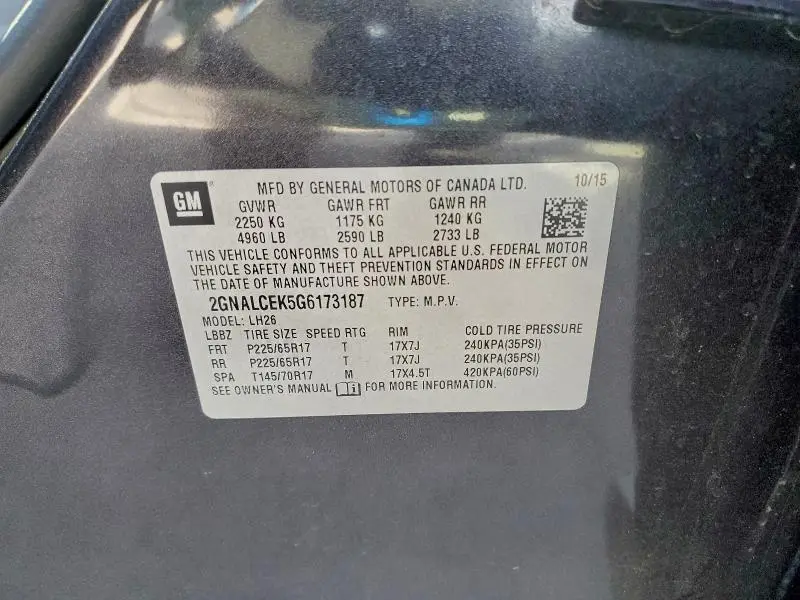 GM
MFD BY GENERAL MOTORS OF CANADA LTD. 10/15
GVWR GAWR FRT GAWR RR
2250 KG 1175 KG 1240 KG
4960 LB 2590 LB 2733 LB
THIS VEHICLE CONFORMS TO ALL APPLICABLE U.S. FEDERAL MOTOR
VEHICLE SAFETY AND THEFT PREVENTION STANDARDS IN EFFECT ON
THE DATE OF MANUFACTURE SHOWN ABOVE.
2GNALCEK5G6173187 TYPE: M.P.V.
MODEL: LH26
LBBZ TIRE SIZE SPEED RTG RIM COLD TIRE PRESSURE
FRT P225/65R17 T 17X7J 240KPA(35PSI)
RR P225/65R17 T 17X7J 240KPA(35PSI)
SPA T145/70R17 M 17X4.5T 420KPA(60PSI)
SEE OWNER'S MANUAL i FOR MORE INFORMATION.